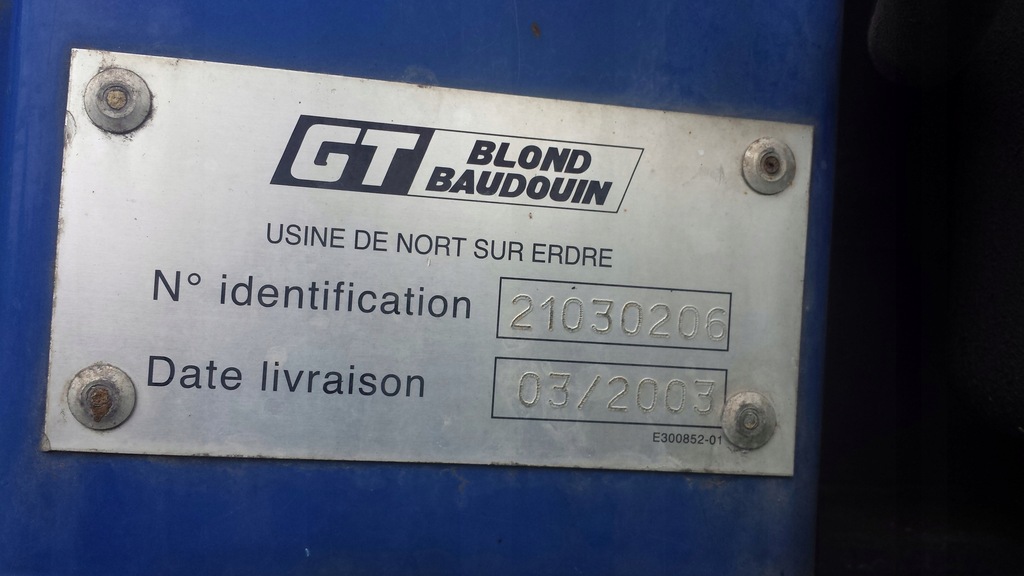 GT BLOND
BAUDOUIN
USINE DE NORT SUR ERDRE
N° identification 21030206
Date livraison 03/2003
E300852-01